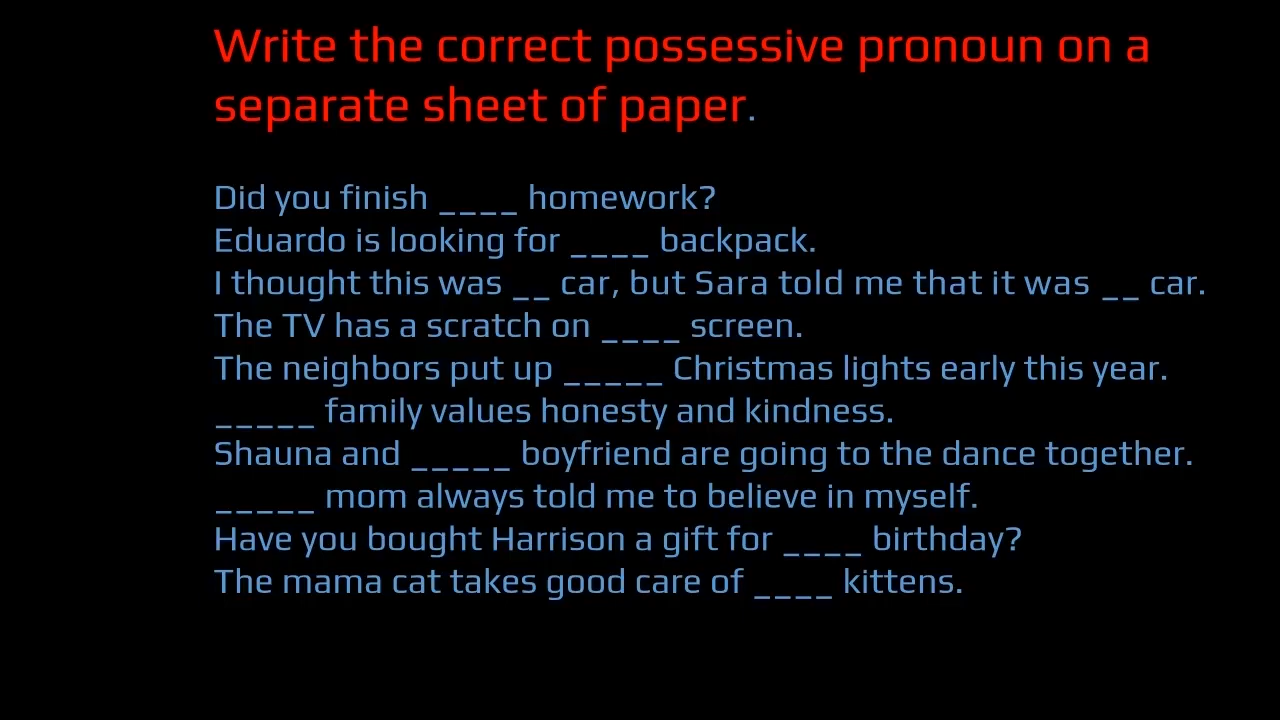 Write the correct possessive pronoun on a
separate sheet of paper.
Did you finish ____ homework?
Eduardo is looking for ____ backpack.
I thought this was __ car, but Sara told me that it was __ car.
The TV has a scratch on ____ screen.
The neighbors put up _____ Christmas lights early this year.
_____ family values honesty and kindness.
Shauna and _____ boyfriend are going to the dance together.
_____ mom always told me to believe in myself.
Have you bought Harrison a gift for ____ birthday?
The mama cat takes good care of ____ kittens.